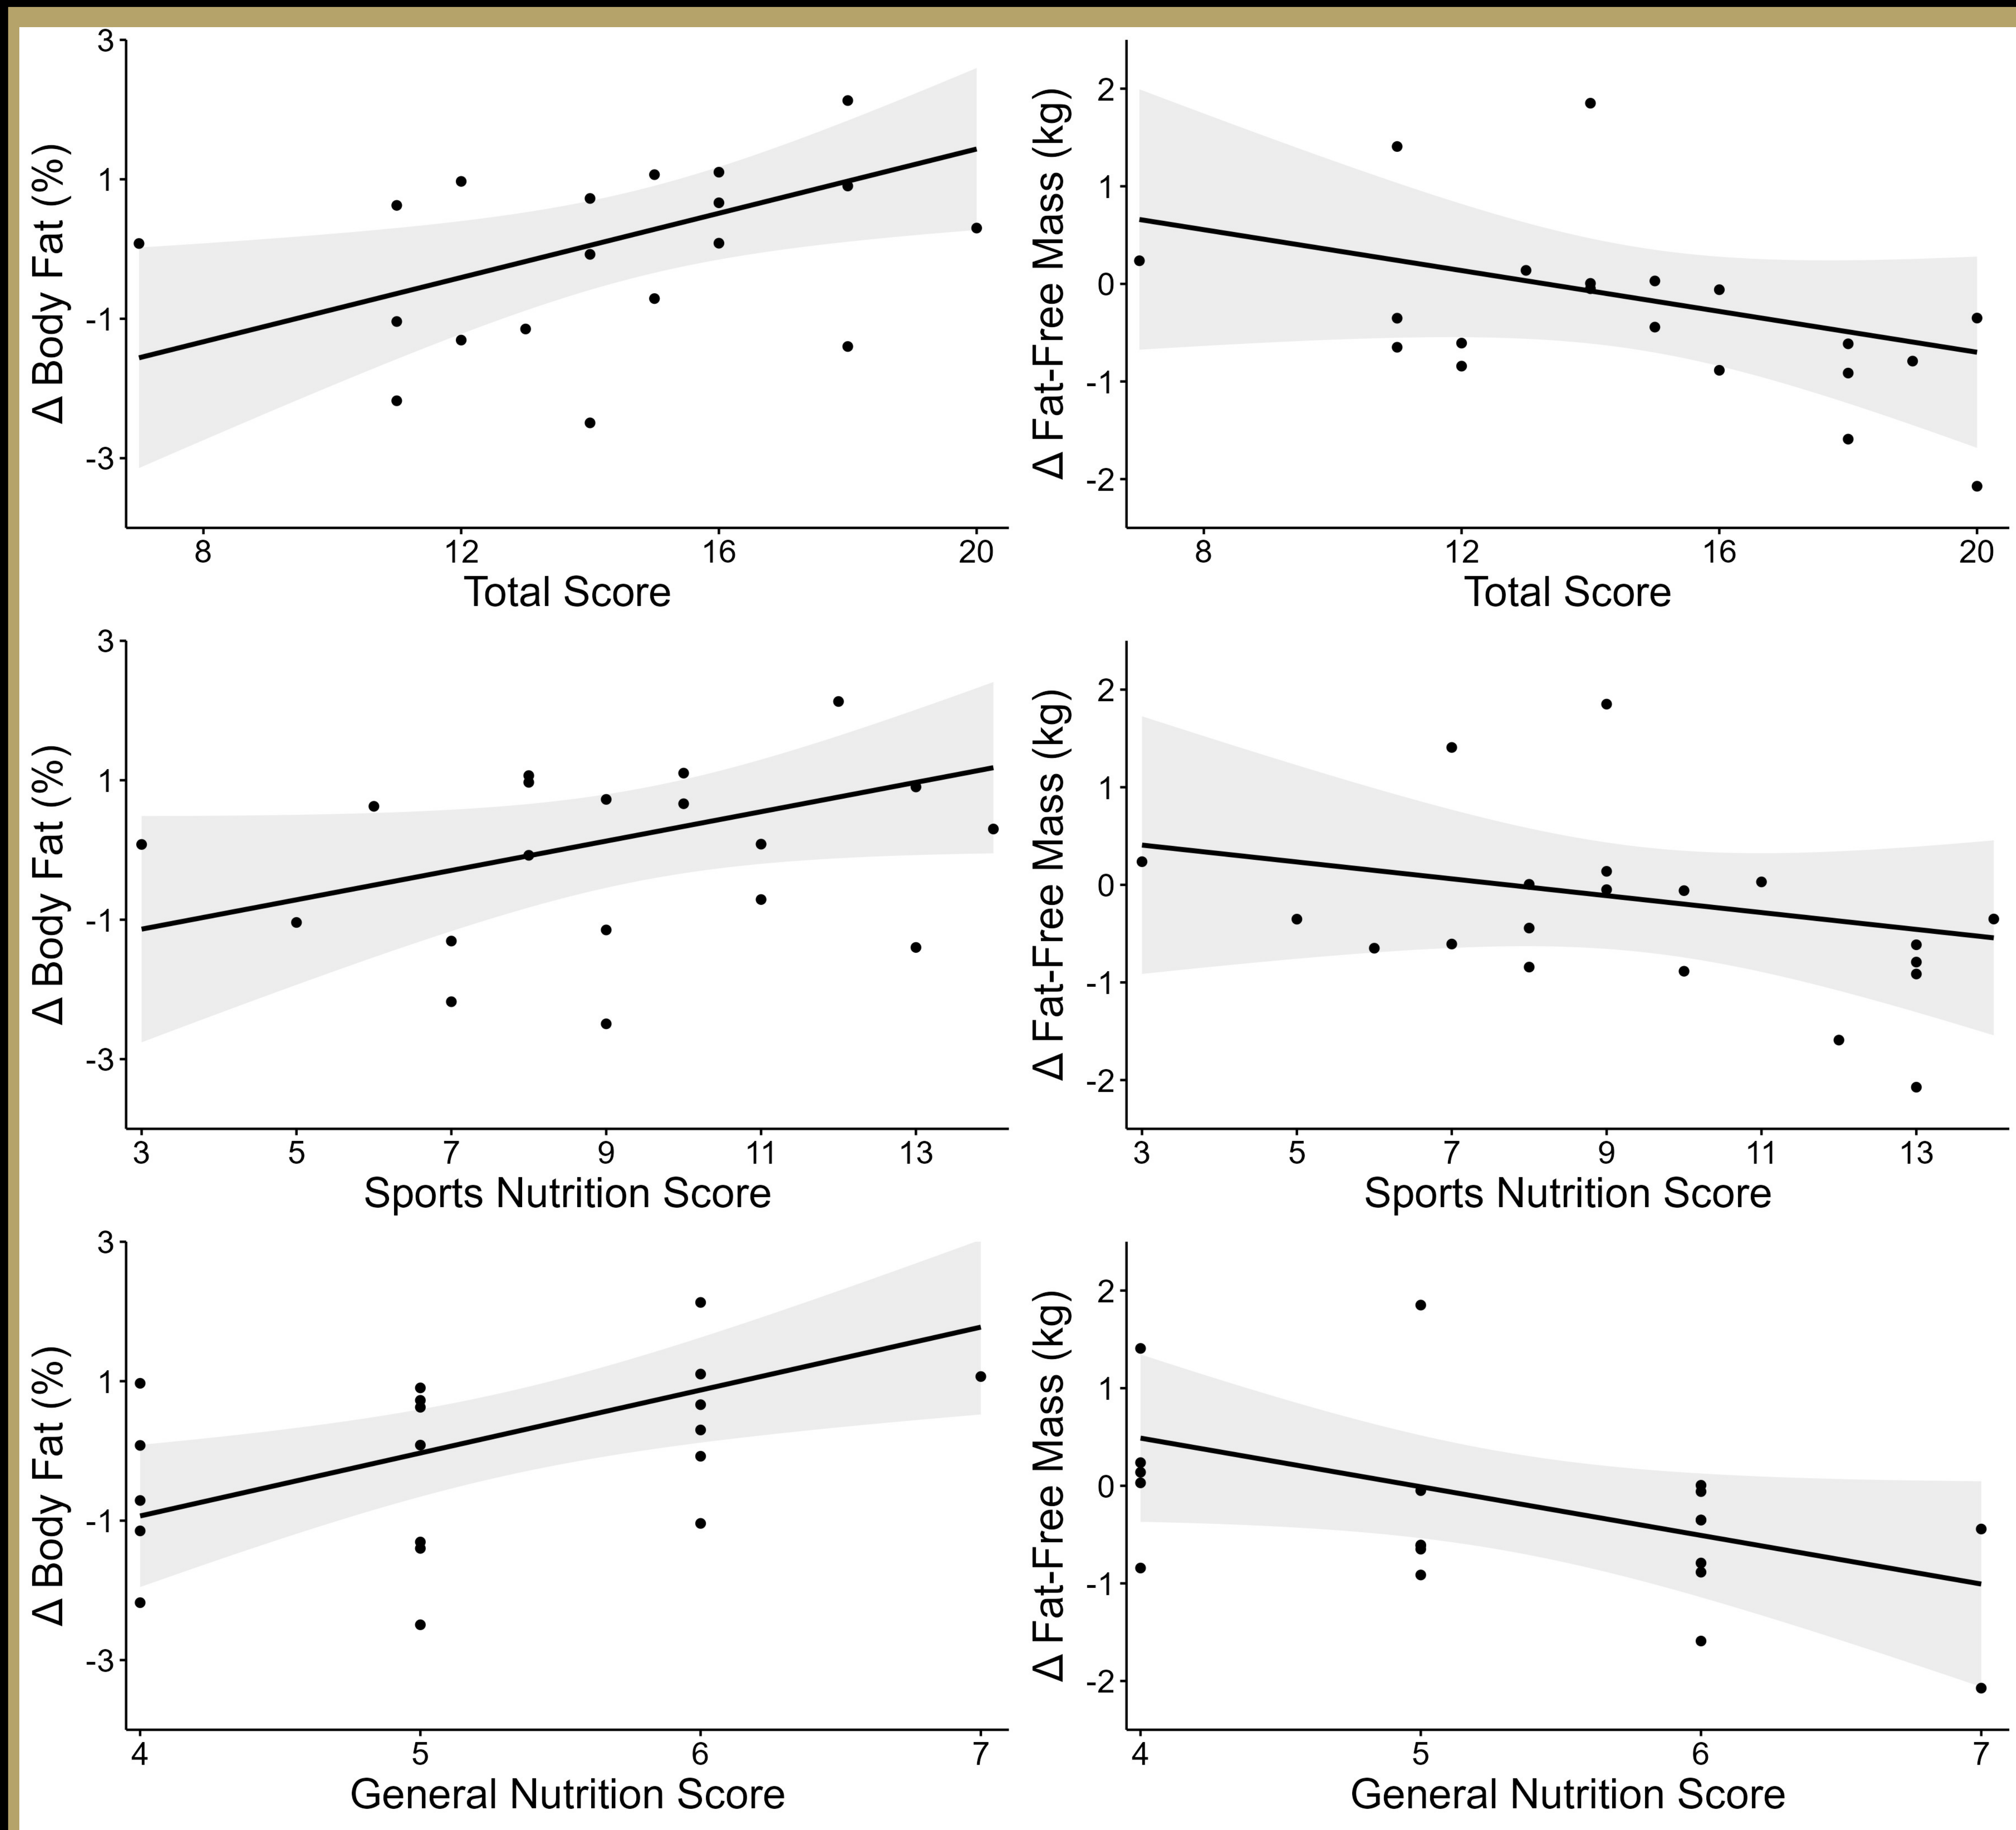 3
1
-1
-3
Δ Body Fat (%)
8 12 16 20
Total Score
2
1
0
-1
-2
Δ Fat-Free Mass (kg)
8 12 16 20
Total Score
3
1
-1
-3
Δ Body Fat (%)
3 5 7 9 11 13
Sports Nutrition Score
2
1
0
-1
-2
Δ Fat-Free Mass (kg)
3 5 7 9 11 13
Sports Nutrition Score
3
1
-1
-3
Δ Body Fat (%)
4 5 6 7
General Nutrition Score
2
1
0
-1
-2
Δ Fat-Free Mass (kg)
4 5 6 7
General Nutrition Score